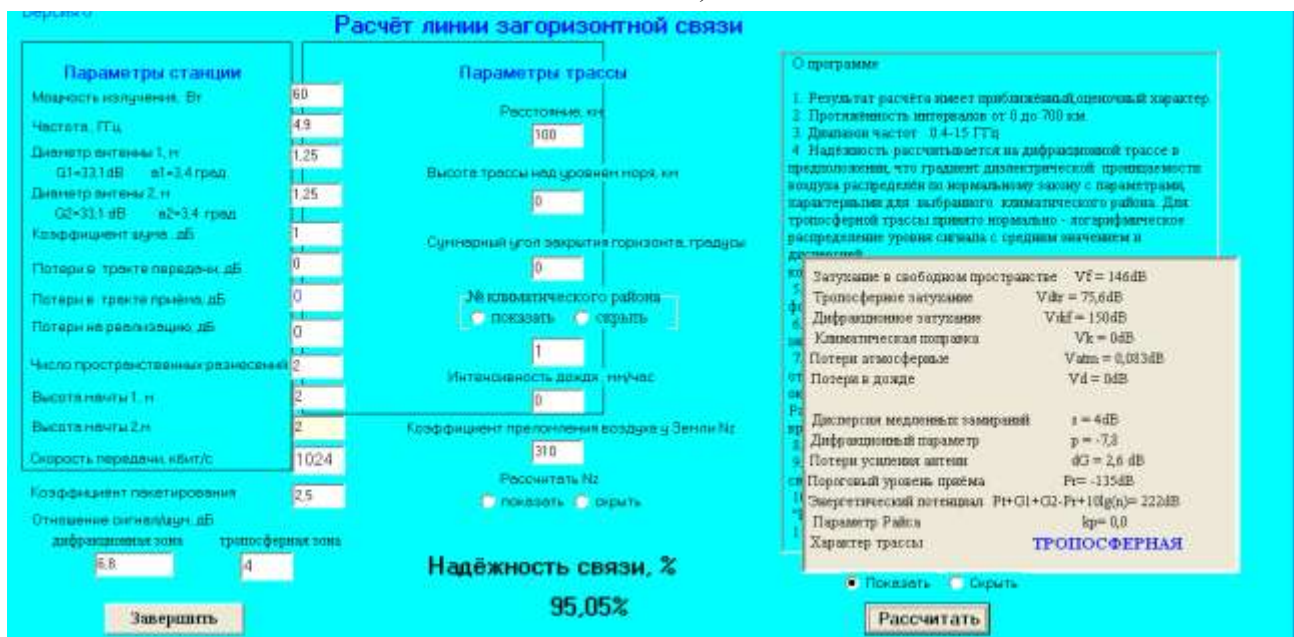 Версия 6
Расчёт линии загоризонтной связи
Параметры станции
Мощность излучения, Вт
60
Частота, ГГц
4,9
Диаметр антенны 1, м
1,25
G1=33,1dB в1=3,4 град
Диаметр антенны 2, м
1,25
G2=33,1 dB в2=3,4 град
Коэффициент шума, дБ
1
Потери в тракте передачи, дБ
0
Потери в тракте приёма, дБ
0
Потери на реализацию, дБ
0
Число пространственных разнесений
2
Высота мачты 1, м
2
Высота мачты 2,м
2
Скорость передачи, кбит/с
1024
Коэффициент пакетирования
2,5
Отношение сигнал/шум, дБ
дифракционная зона тропосферная зона
6,8 4
Завершить
Параметры трассы
Расстояние, км
100
Высота трассы над уровнем моря, км
0
Суммарный угол закрытия горизонта, градусы
0
№ климатического района
показать скрыть
1
Интенсивность дождя, мм/час
0
Коэффициент преломления воздуха у Земли Nz
310
Рассчитать Nz
показать скрыть
Надёжность связи, %
95,05%
О программе
1. Результат расчёта имеет приближённый,оценочный характер.
2. Протяжённость интервалов от 0 до 700 км.
3. Диапазон частот 0.4-15 ГГц
4. Надёжность рассчитывается на дифракционной трассе в
предположении, что градиент диэлектрической проницаемости
воздуха распределён по нормальному закону с параметрами,
характерными для выбранного климатического района. Для
тропосферной трассы принято нормально - логарифмическое
распределение уровня сигнала с средним значением и
Затухание в свободном пространстве Vf = 146dB
Тропосферное затухание Vdtr = 75,6dB
Дифракционное затухание Vdif = 150dB
Климатическая поправка Vk = 0dB
Потери атмосферные Vatm = 0,083dB
Потери в дожде Vd = 0dB
Дисперсия медленных замираний s = 4dB
Дифракционный параметр p = -7,8
Потери усиления антенн dG = 2,6 dB
Пороговый уровень приёма Pr= -135dB
Энергетический потенциал Pt+G1+G2-Pr+10lg(n)= 222dB
Параметр Райса kp= 0,0
Характер трассы ТРОПОСФЕРНАЯ
Показать Скрыть
Рассчитать